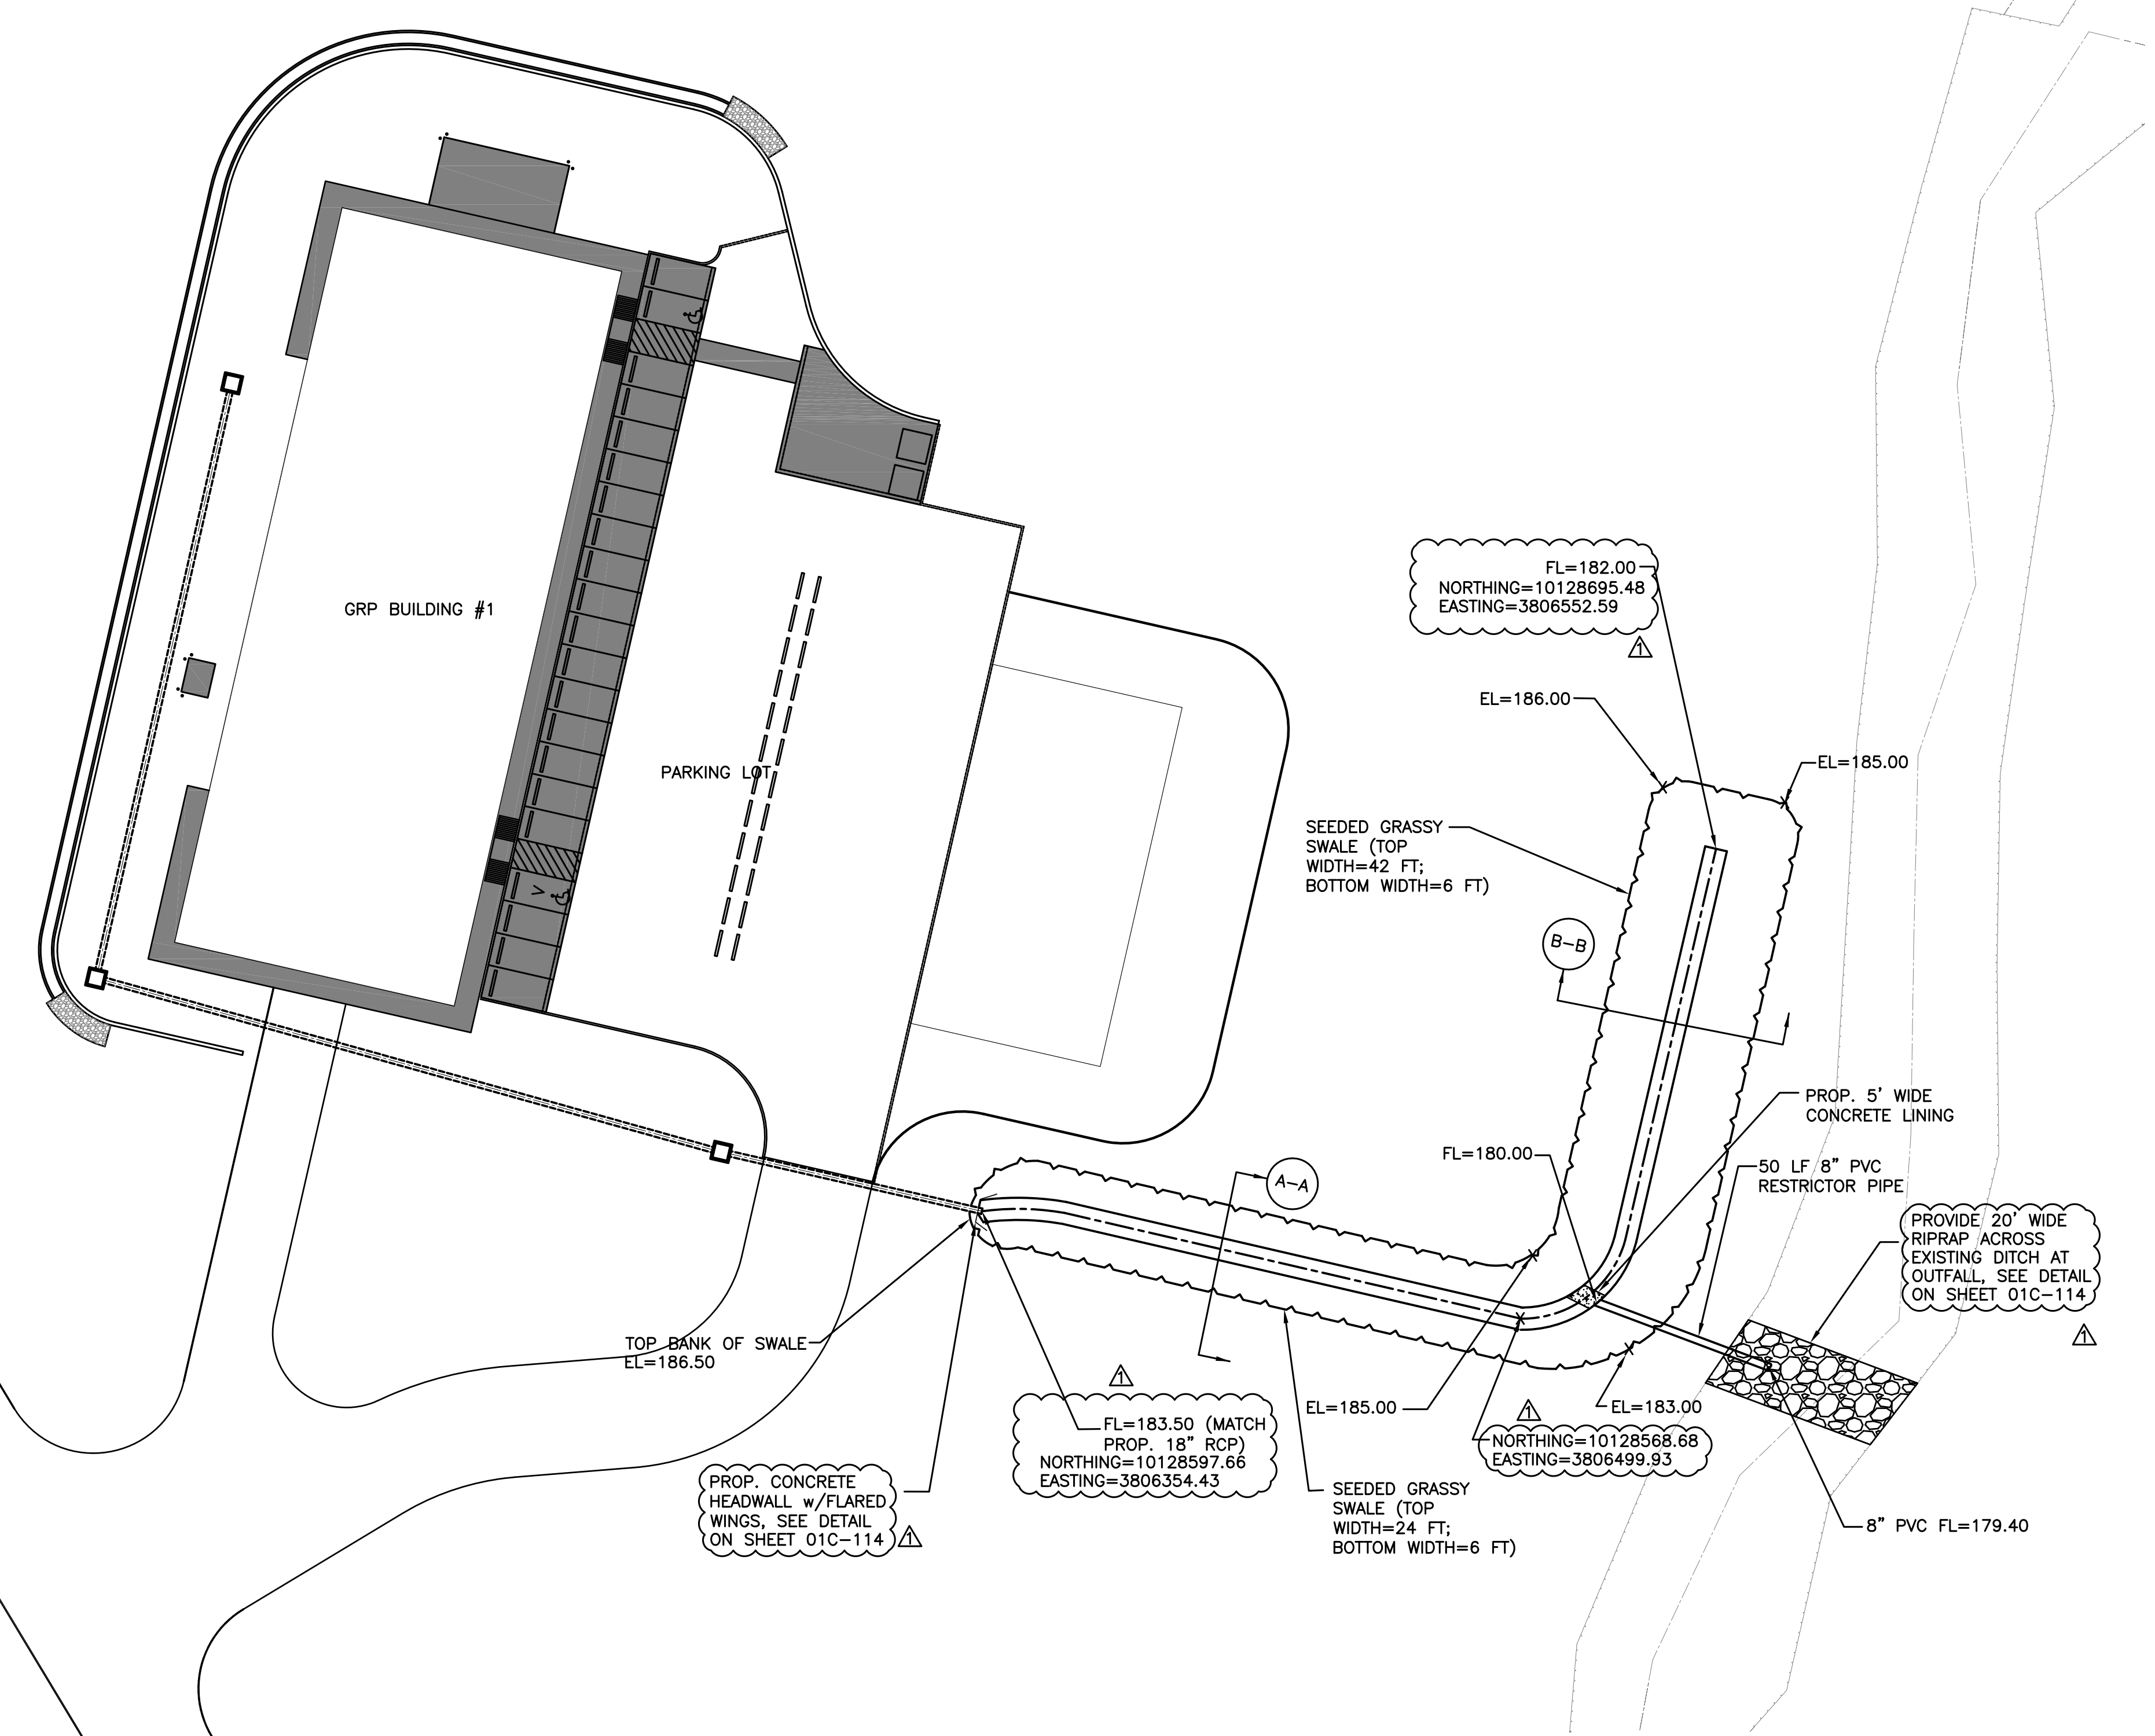 GRP BUILDING #1
PARKING LOT
V
FL=182.00
NORTHING=10128695.48
EASTING=3806552.59
1
EL=186.00
EL=185.00
SEEDED GRASSY
SWALE (TOP
WIDTH=42 FT;
BOTTOM WIDTH=6 FT)
B-B
PROP. 5' WIDE
CONCRETE LINING
FL=180.00
50 LF 8" PVC
RESTRICTOR PIPE
A-A
PROVIDE 20' WIDE
RIPRAP ACROSS
EXISTING DITCH AT
OUTFALL, SEE DETAIL
ON SHEET 01C-114
1
TOP BANK OF SWALE
EL=186.50
1
FL=183.50 (MATCH
PROP. 18" RCP)
NORTHING=10128597.66
EASTING=3806354.43
EL=185.00
EL=183.00
1
NORTHING=10128568.68
EASTING=3806499.93
PROP. CONCRETE
HEADWALL w/FLARED
WINGS, SEE DETAIL
ON SHEET 01C-114
1
SEEDED GRASSY
SWALE (TOP
WIDTH=24 FT;
BOTTOM WIDTH=6 FT)
8" PVC FL=179.40